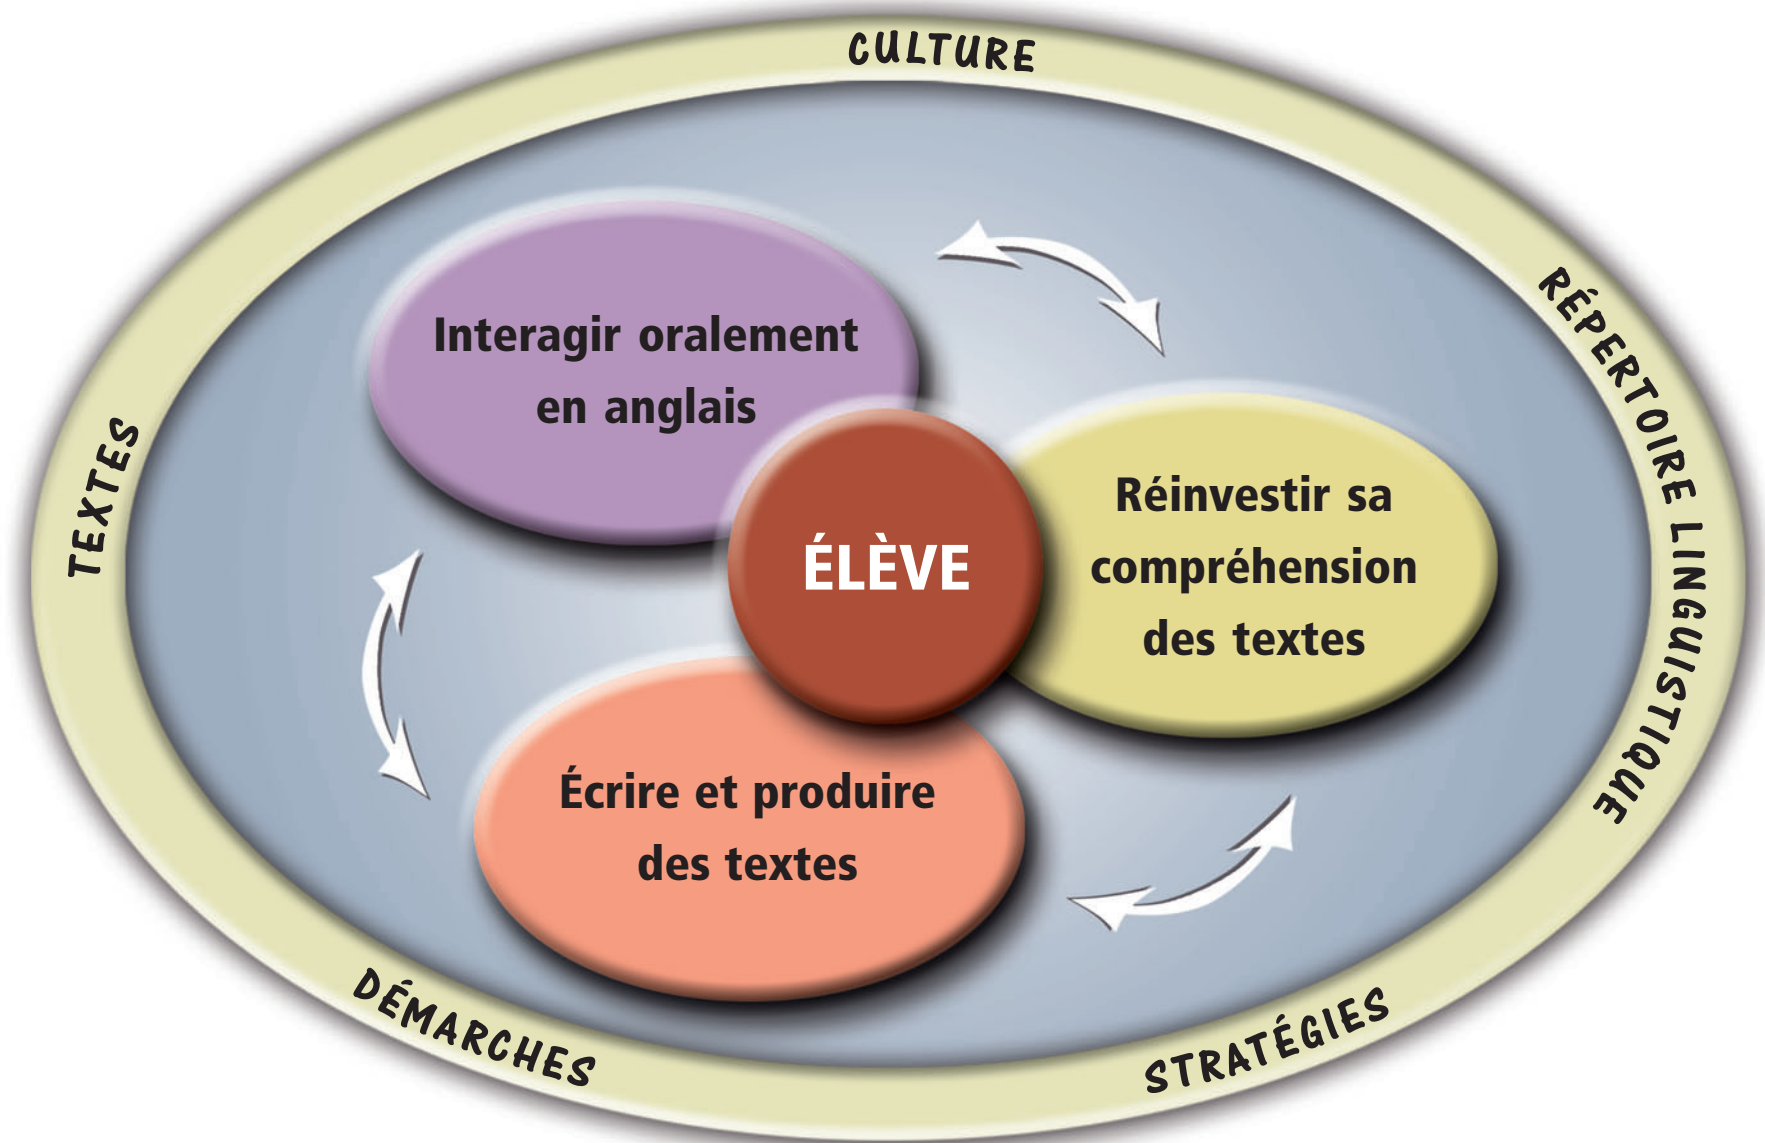 CULTURE
RÉPERTOIRE LINGUISTIQUE
TEXTES
Interagir oralement
en anglais
Réinvestir sa
compréhension
des textes
ÉLÈVE
Écrire et produire
des textes
DÉMARCHES
STRATÉGIES